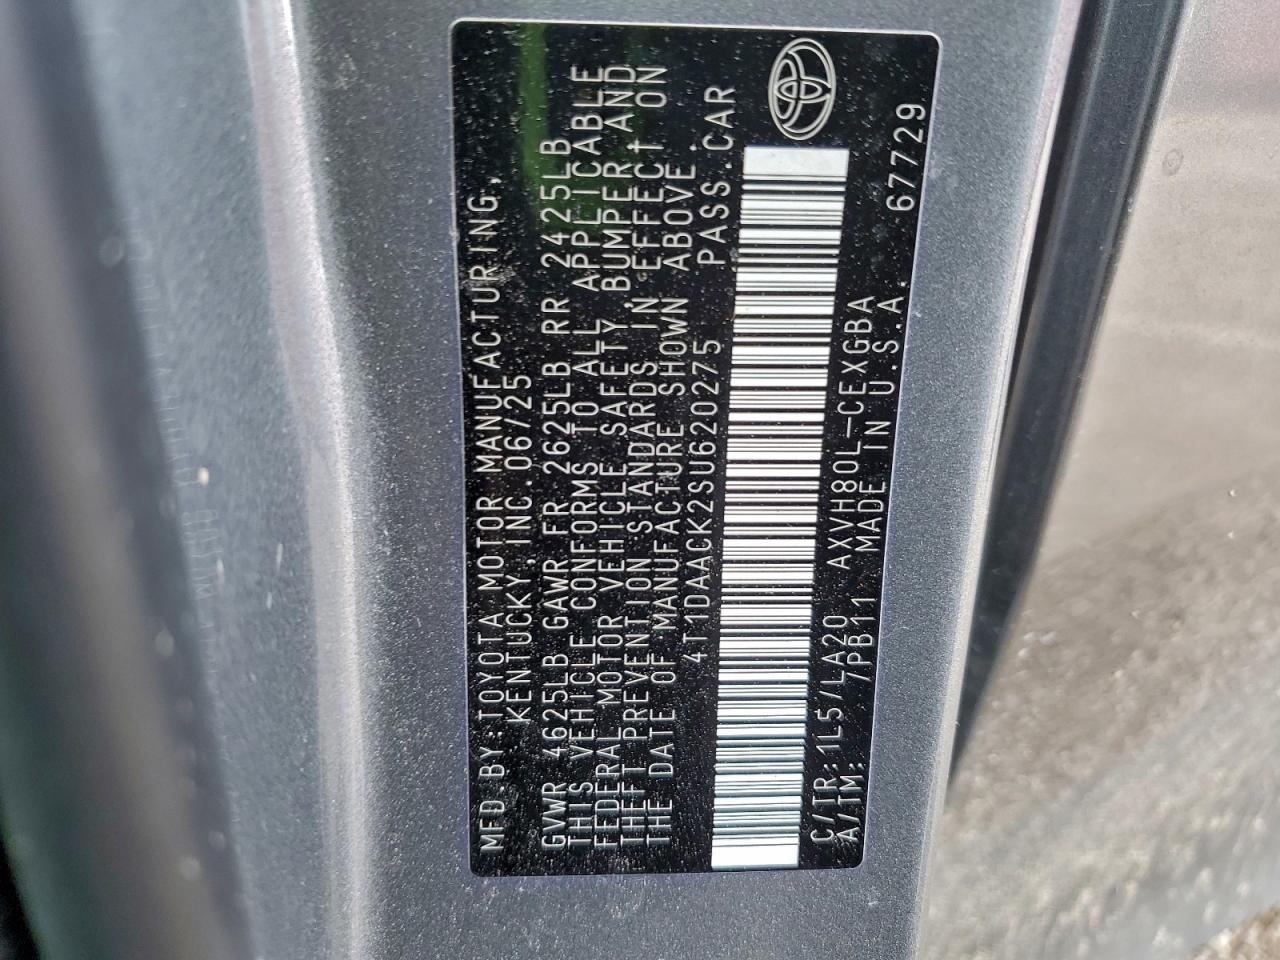 MFD.BY:TOYOTA MOTOR MANUFACTURING,
KENTUCKY, INC.06/25
GVWR 4625LB GAWR FR 2625LB RR 2425LB
THIS VEHICLE CONFORMS TO ALL APPLICABLE
FEDERAL MOTOR VEHICLE SAFETY,BUMPER AND
THEFT PREVENTION STANDARDS IN EFFECT ON
THE DATE OF MANUFACTURE SHOWN ABOVE.
4T1DAACK2SU620275 PASS.CAR
C/TR:1L5/LA20 AXVH80L-CEXGBA
A/TM: /PB11 MADE IN U.S.A. 67729